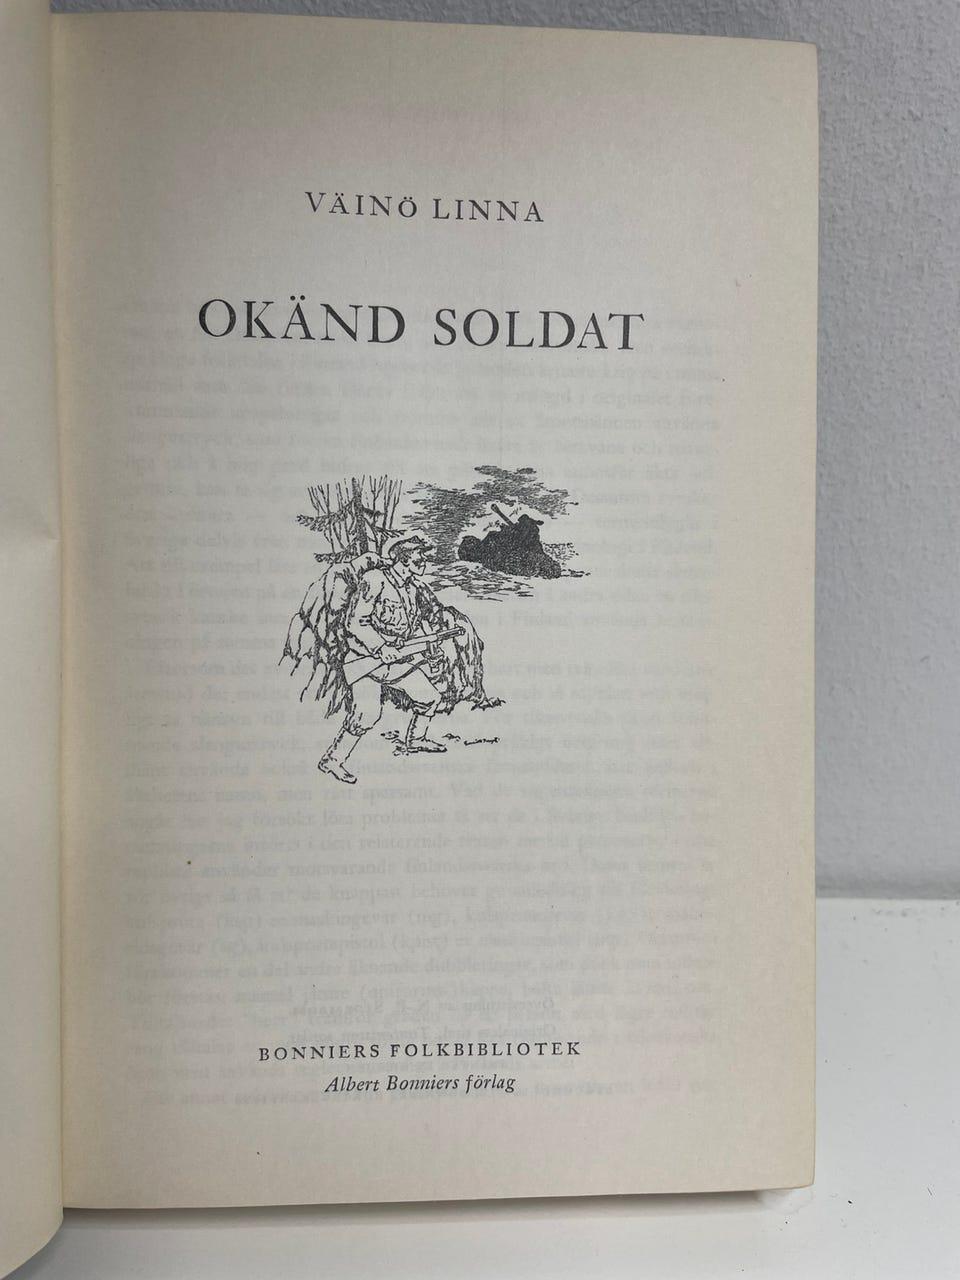 VÄINÖ LINNA
OKÄND SOLDAT
BONNIERS FOLKBIBLIOTEK
Albert Bonniers förlag